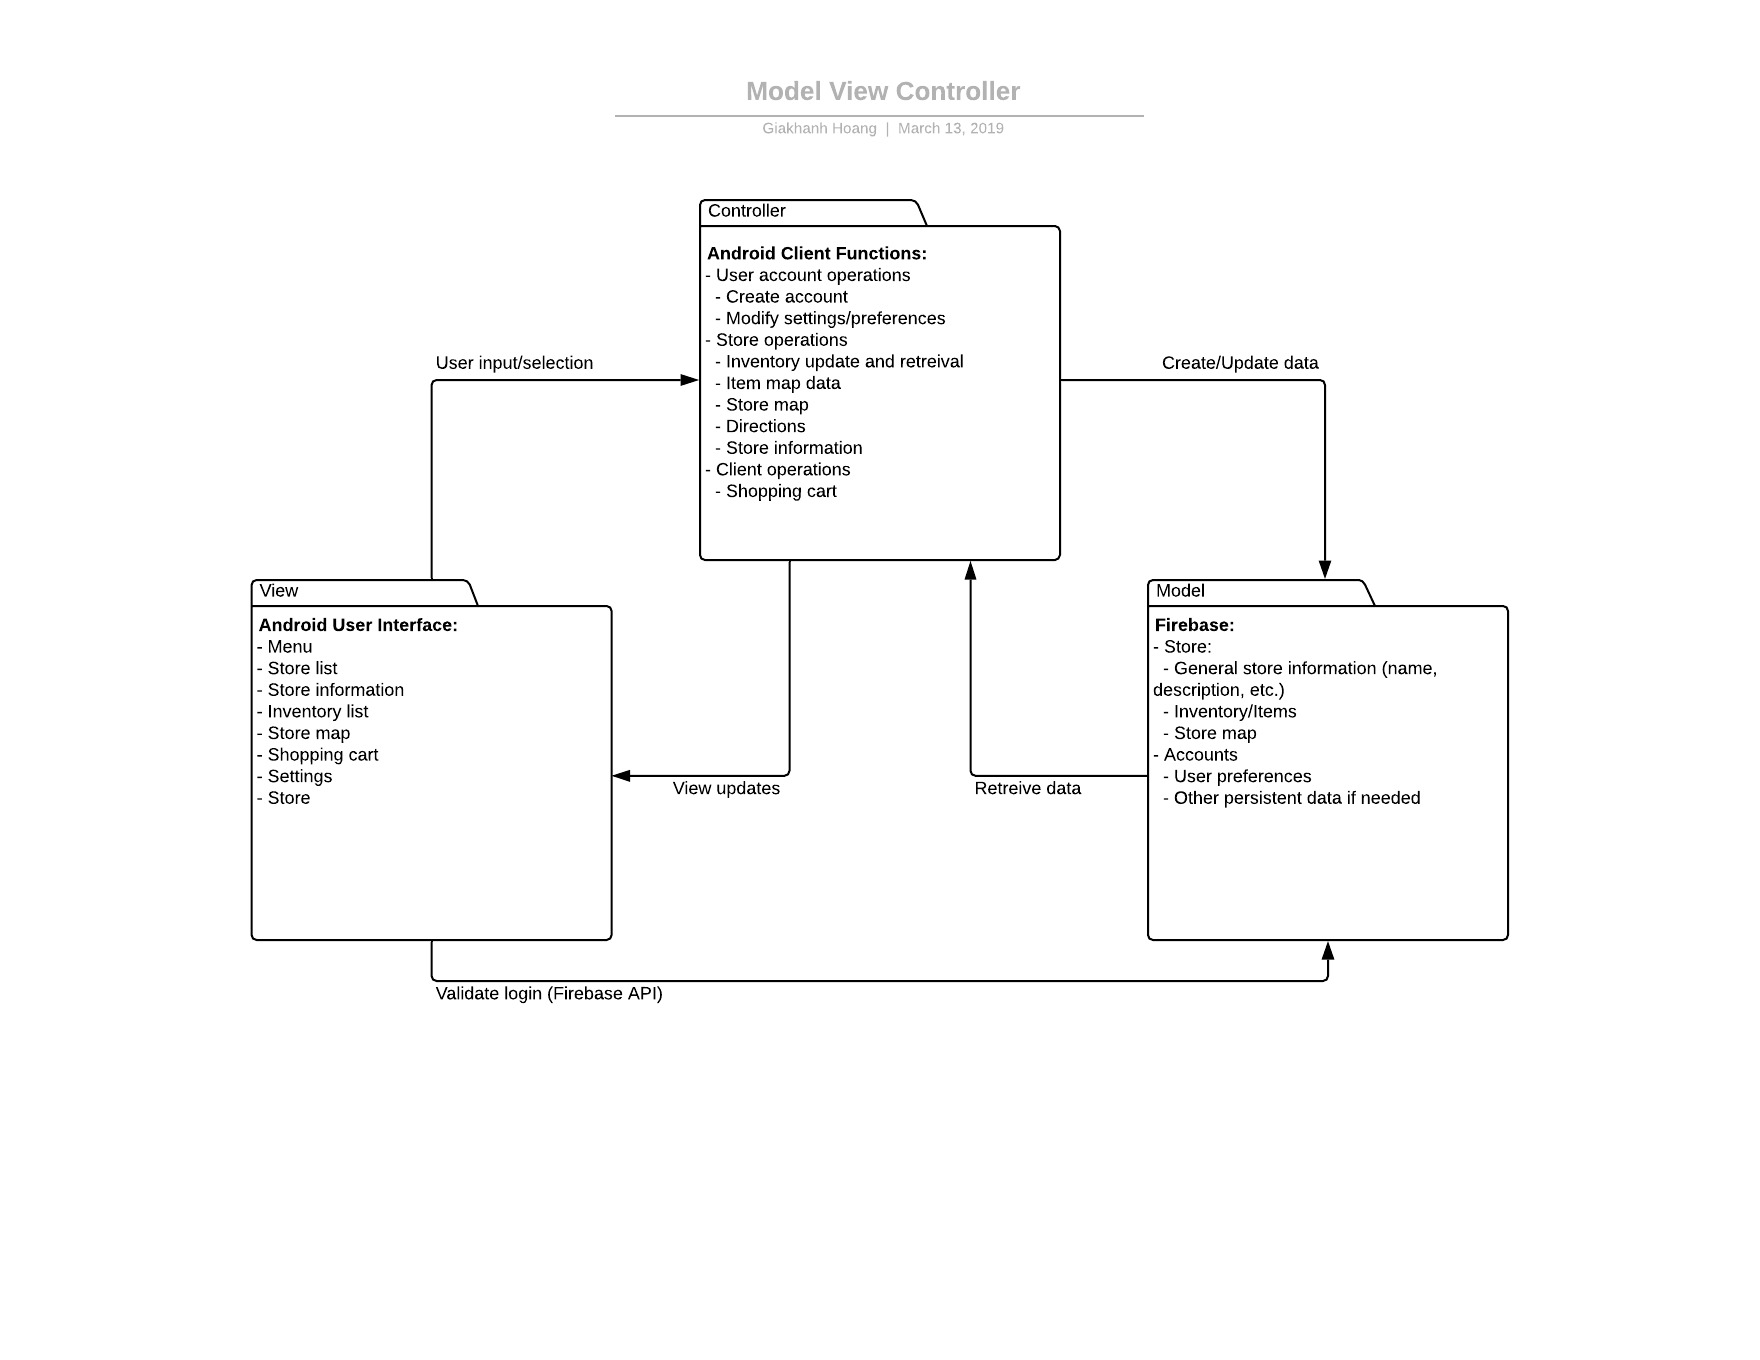 Model View Controller
Giakhanh Hoang | March 13, 2019
Controller
Android Client Functions:
- User account operations
- Create account
- Modify settings/preferences
- Store operations
- Inventory update and retreival
- Item map data
- Store map
- Directions
- Store information
- Client operations
- Shopping cart
User input/selection
Create/Update data
View
Android User Interface:
- Menu
- Store list
- Store information
- Inventory list
- Store map
- Shopping cart
- Settings
- Store
View updates
Retreive data
Model
Firebase:
- Store:
- General store information (name,
description, etc.)
- Inventory/Items
- Store map
- Accounts
- User preferences
- Other persistent data if needed
Validate login (Firebase API)